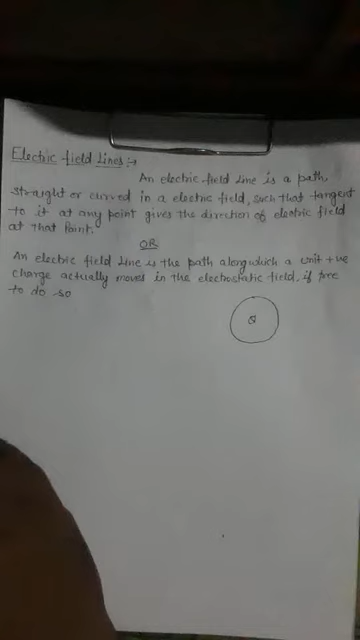 Electric field Lines :→
An electric field line is a path,
straight or curved in a electric field, such that tangent
to it at any point gives the direction of electric field
at that point.
OR
An electric field line is the path along which a unit +ve
charge actually moves in the electrostatic field, if free
to do so
Q